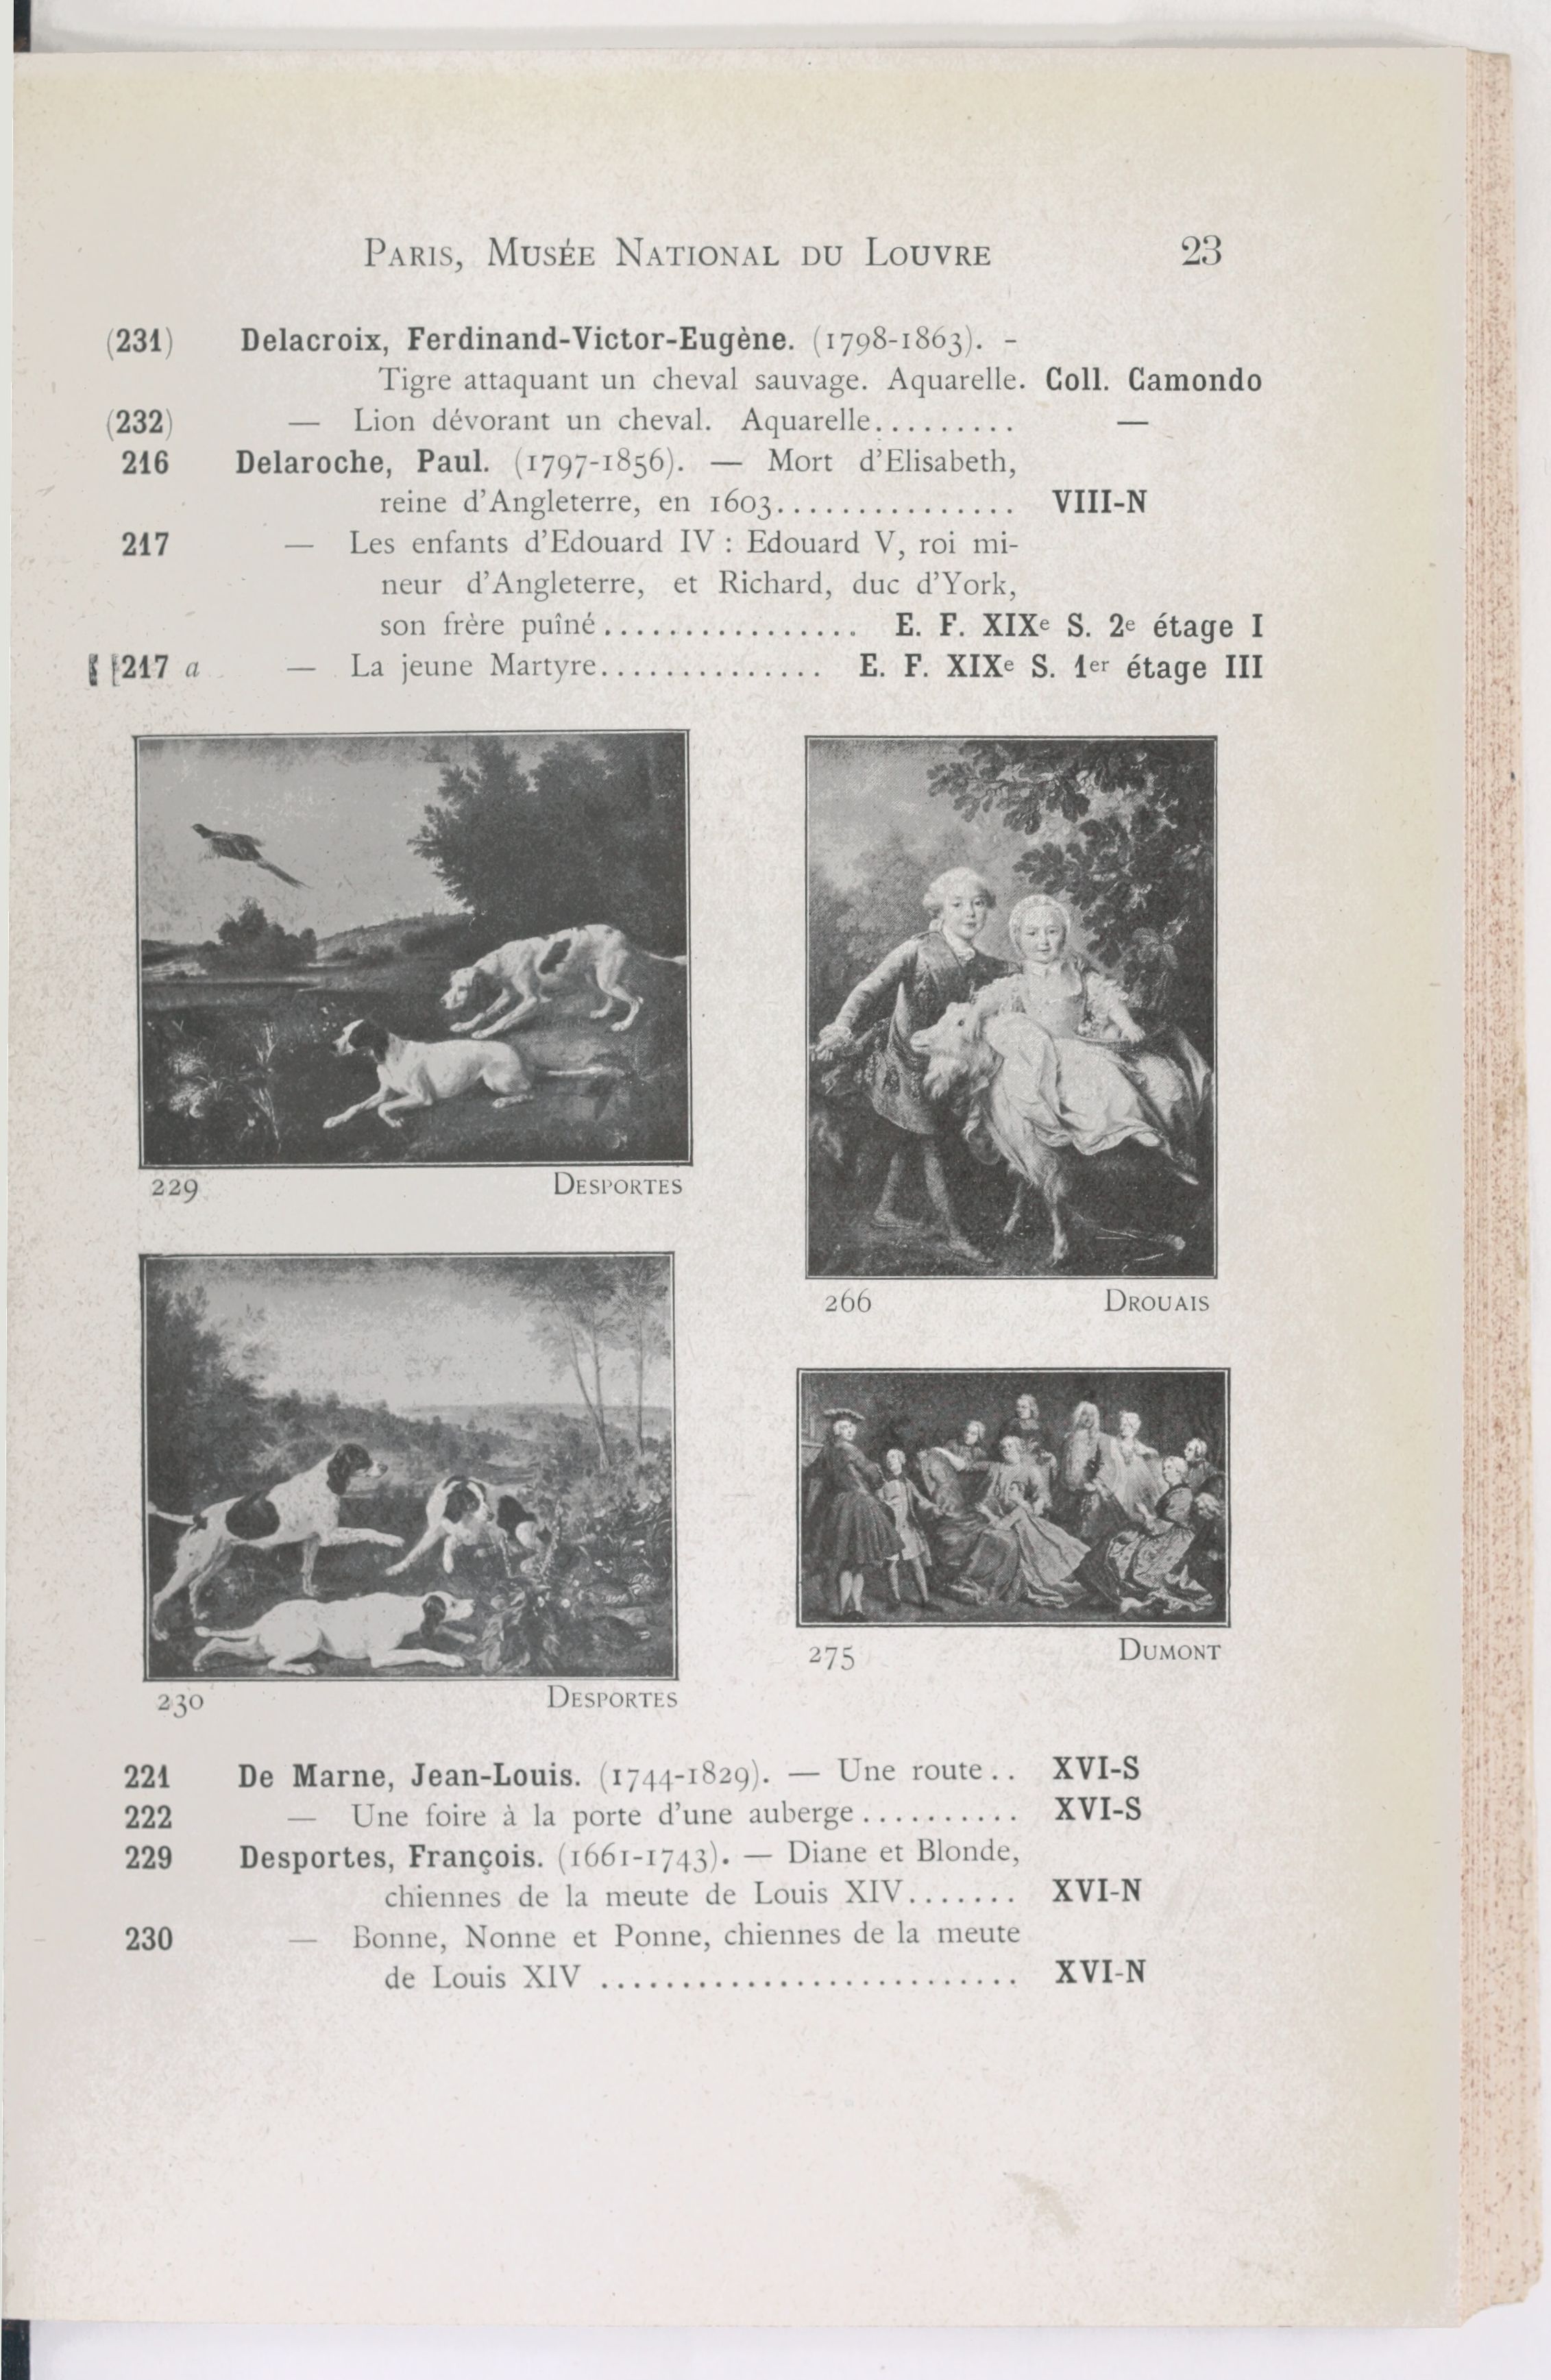 PARIS, MUSÉE NATIONAL DU LOUVRE 23
(231) Delacroix, Ferdinand-Victor-Eugène. (1798-1863). -
Tigre attaquant un cheval sauvage. Aquarelle. Coll. Camondo
(232) — Lion dévorant un cheval. Aquarelle......... —
216 Delaroche, Paul. (1797-1856). — Mort d'Elisabeth,
reine d'Angleterre, en 1603............... VIII-N
217 — Les enfants d'Edouard IV : Edouard V, roi mi-
neur d'Angleterre, et Richard, duc d'York,
son frère puîné................ E. F. XIXe S. 2e étage I
217 a — La jeune Martyre.............. E. F. XIXe S. 1er étage III
229 DESPORTES
266 DROUAIS
230 DESPORTES
275 DUMONT
221 De Marne, Jean-Louis. (1744-1829). — Une route.. XVI-S
222 — Une foire à la porte d'une auberge.......... XVI-S
229 Desportes, François. (1661-1743). — Diane et Blonde,
chiennes de la meute de Louis XIV....... XVI-N
230 — Bonne, Nonne et Ponne, chiennes de la meute
de Louis XIV .......................... XVI-N